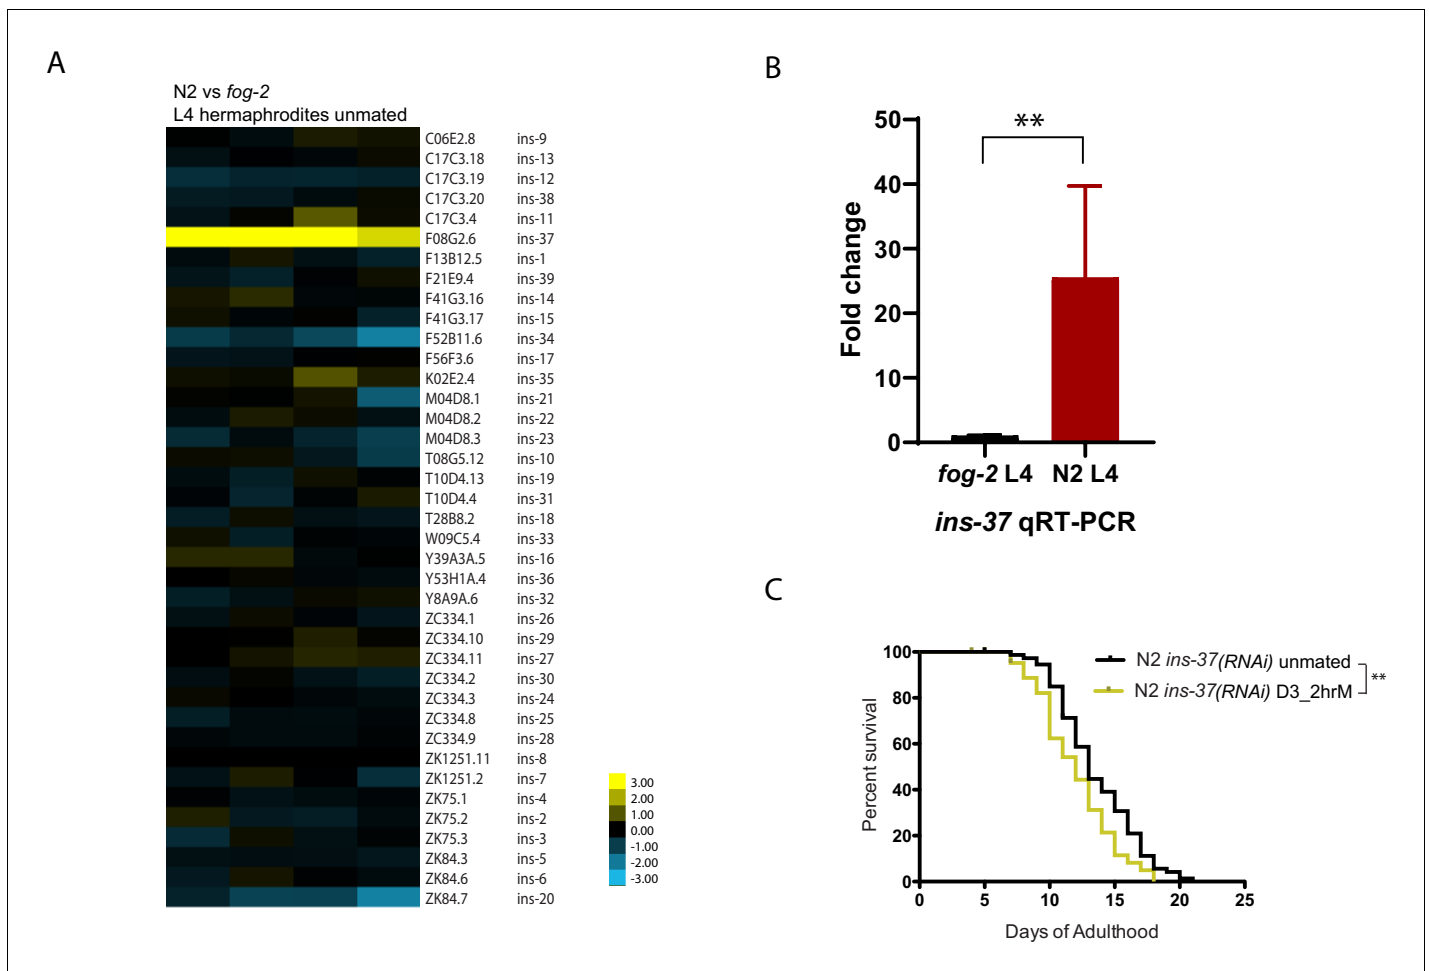 A
N2 vs fog-2
L4 hermaphrodites unmated
C06E2.8 ins-9
C17C3.18 ins-13
C17C3.19 ins-12
C17C3.20 ins-38
C17C3.4 ins-11
F08G2.6 ins-37
F13B12.5 ins-1
F21E9.4 ins-39
F41G3.16 ins-14
F41G3.17 ins-15
F52B11.6 ins-34
F56F3.6 ins-17
K02E2.4 ins-35
M04D8.1 ins-21
M04D8.2 ins-22
M04D8.3 ins-23
T08G5.12 ins-10
T10D4.13 ins-19
T10D4.4 ins-31
T28B8.2 ins-18
W09C5.4 ins-33
Y39A3A.5 ins-16
Y53H1A.4 ins-36
Y8A9A.6 ins-32
ZC334.1 ins-26
ZC334.10 ins-29
ZC334.11 ins-27
ZC334.2 ins-30
ZC334.3 ins-24
ZC334.8 ins-25
ZC334.9 ins-28
ZK1251.11 ins-8
ZK1251.2 ins-7
ZK75.1 ins-4
ZK75.2 ins-2
ZK75.3 ins-3
ZK84.3 ins-5
ZK84.6 ins-6
ZK84.7 ins-20
3.00
2.00
1.00
0.00
-1.00
-2.00
-3.00
B
Fold change
50
40
30
20
10
0
**
fog-2 L4 N2 L4
ins-37 qRT-PCR
C
Percent survival
100
80
60
40
20
0
N2 ins-37(RNAi) unmated
N2 ins-37(RNAi) D3_2hrM
**
0 5 10 15 20 25
Days of Adulthood